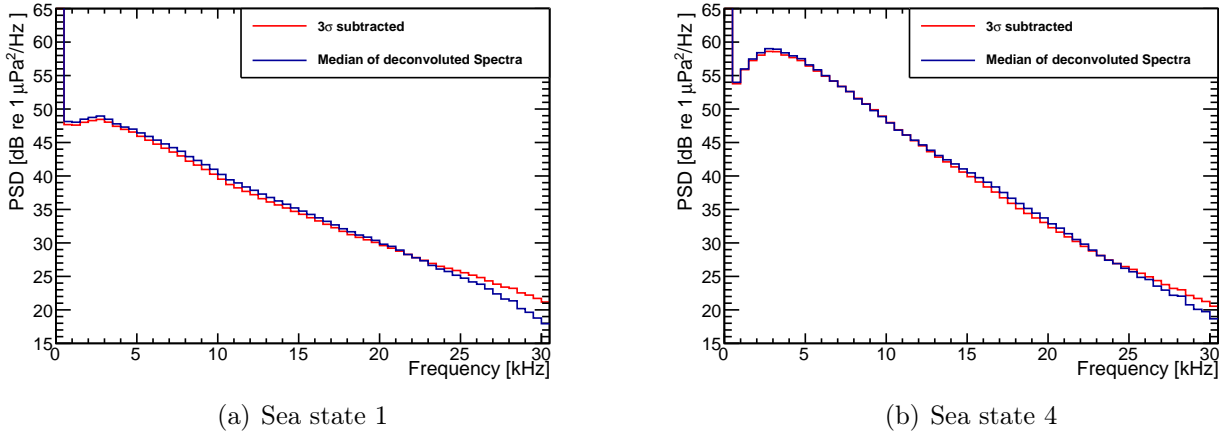 PSD [dB re 1 μPa²/Hz]
65
60
55
50
45
40
35
30
25
20
15
3σ subtracted
Median of deconvoluted Spectra
0 5 10 15 20 25 30
Frequency [kHz]
(a) Sea state 1
PSD [dB re 1 μPa²/Hz]
65
60
55
50
45
40
35
30
25
20
15
3σ subtracted
Median of deconvoluted Spectra
0 5 10 15 20 25 30
Frequency [kHz]
(b) Sea state 4